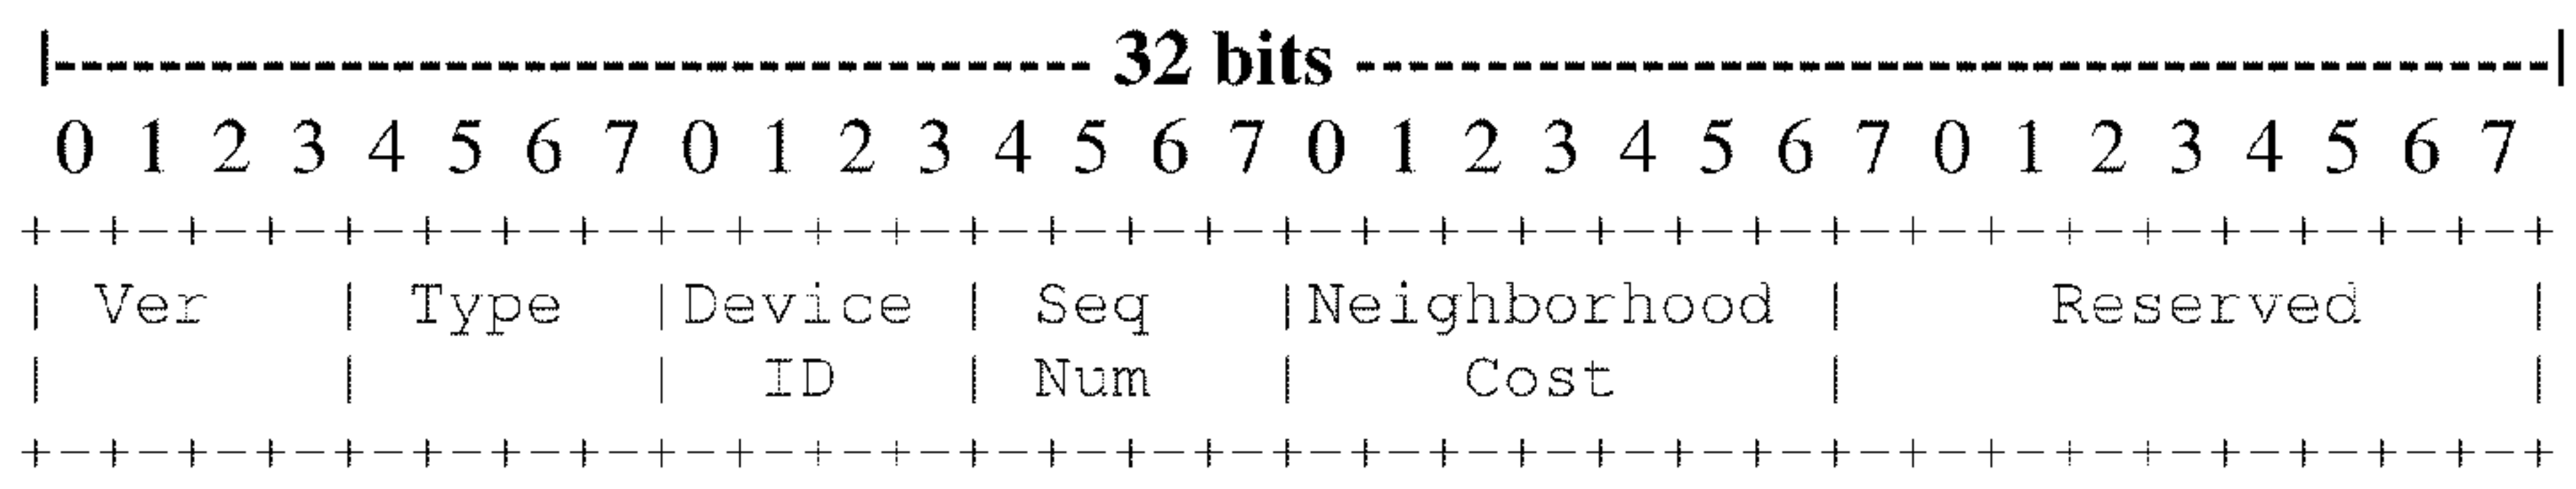 |---------------------------------------- 32 bits ----------------------------------------------|
0 1 2 3 4 5 6 7 0 1 2 3 4 5 6 7 0 1 2 3 4 5 6 7 0 1 2 3 4 5 6 7
+-+-+-+-+-+-+-+-+-+-+-+-+-+-+-+-+-+-+-+-+-+-+-+-+-+-+-+-+-+-+-+-+
| Ver | Type |Device | Seq |Neighborhood | Reserved |
| | | ID | Num | Cost | |
+-+-+-+-+-+-+-+-+-+-+-+-+-+-+-+-+-+-+-+-+-+-+-+-+-+-+-+-+-+-+-+-+